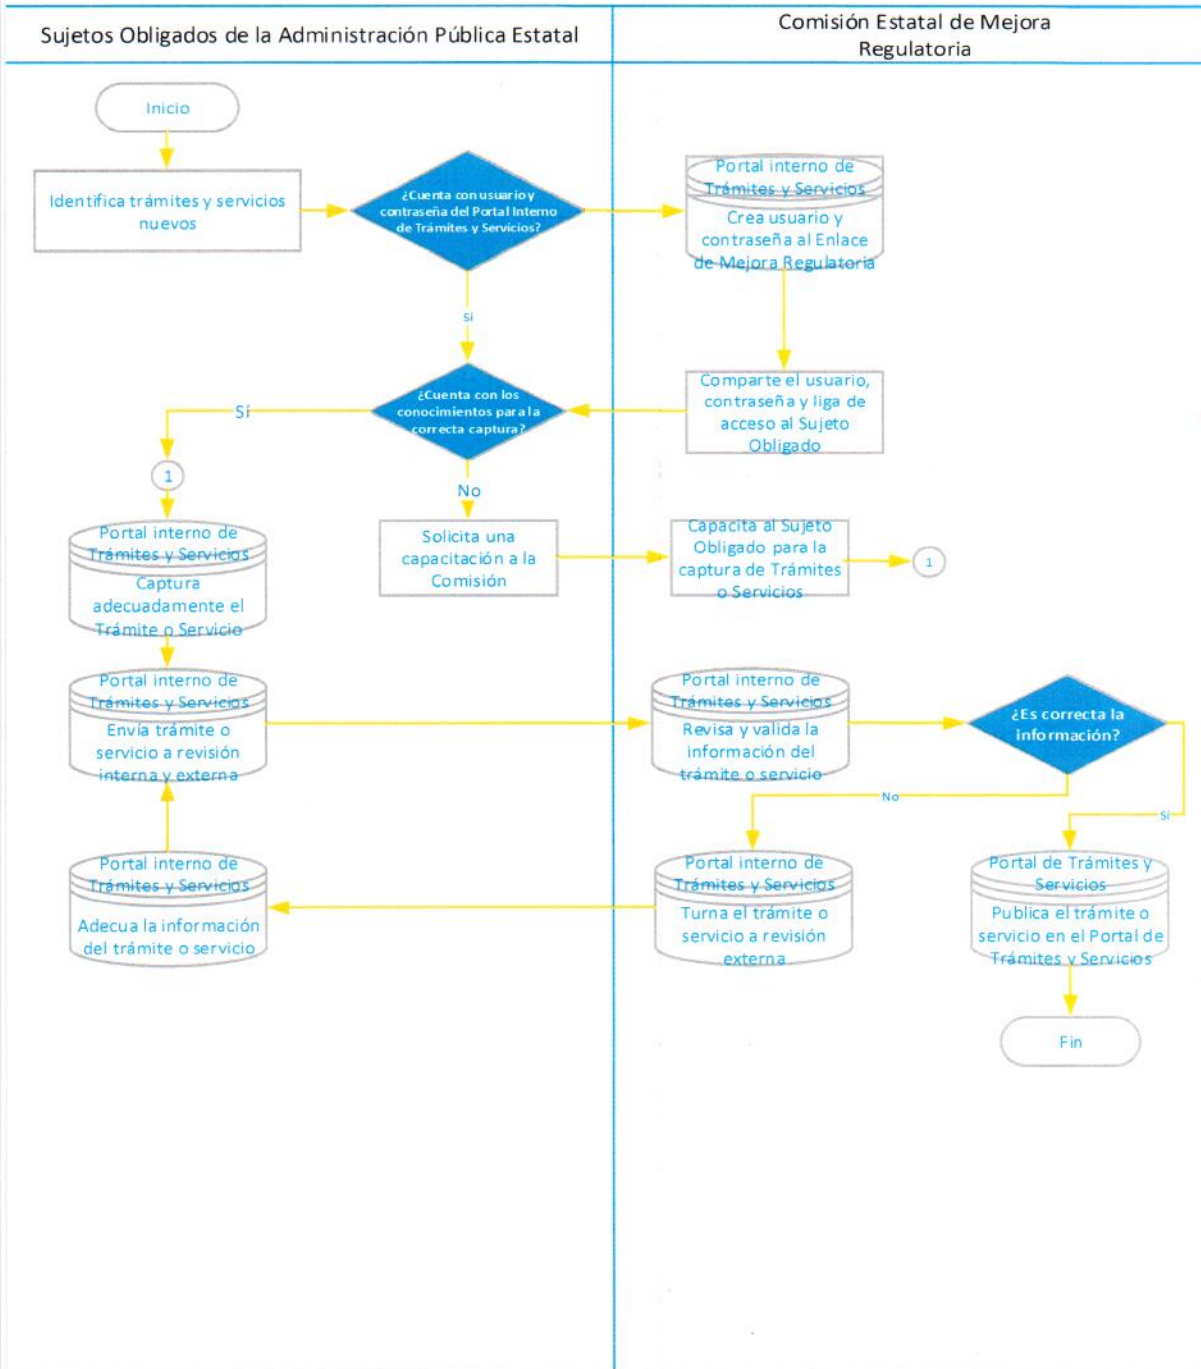 Sujetos Obligados de la Administración Pública Estatal
Comisión Estatal de Mejora
Regulatoria
Inicio
Identifica trámites y servicios
nuevos
¿Cuenta con usuario y
contraseña del Portal Interno
de Trámites y Servicios?
Portal interno de
Trámites y Servicios
Crea usuario y
contraseña al Enlace
de Mejora Regulatoria
Si
¿Cuenta con los
conocimientos para la
correcta captura?
Comparte el usuario,
contraseña y liga de
acceso al Sujeto
Obligado
Sí
1
No
Portal interno de
Trámites y Servicios
Captura
adecuadamente el
Trámite o Servicio
Solicita una
capacitación a la
Comisión
Capacita al Sujeto
Obligado para la
captura de Trámites
o Servicios
1
Portal interno de
Trámites y Servicios
Envía trámite o
servicio a revisión
interna y externa
Portal interno de
Trámites y Servicios
Revisa y valida la
información del
trámite o servicio
¿Es correcta la
información?
No
Si
Portal interno de
Trámites y Servicios
Adecua la información
del trámite o servicio
Portal interno de
Trámites y Servicios
Turna el trámite o
servicio a revisión
externa
Portal de Trámites y
Servicios
Publica el trámite o
servicio en el Portal de
Trámites y Servicios
Fin